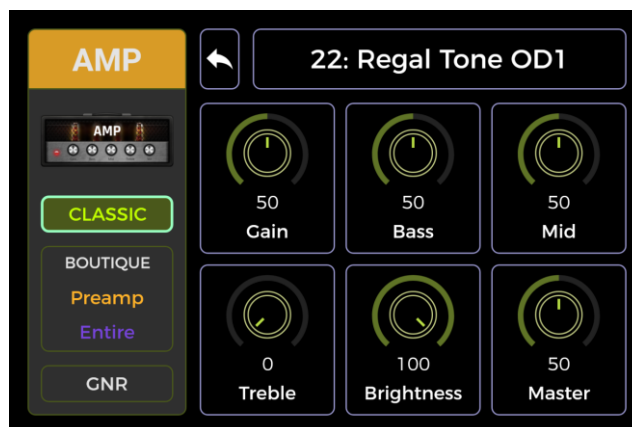 AMP
AMP
CLASSIC
BOUTIQUE
Preamp
Entire
GNR
22: Regal Tone OD1
50
Gain
50
Bass
50
Mid
0
Treble
100
Brightness
50
Master